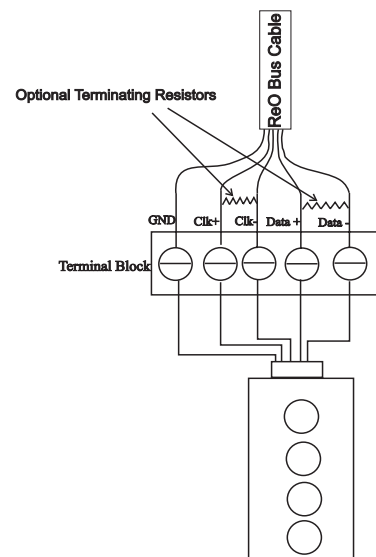 ReO Bus Cable
Optional Terminating Resistors
GND Clk+ Clk- Data + Data -
Terminal Block